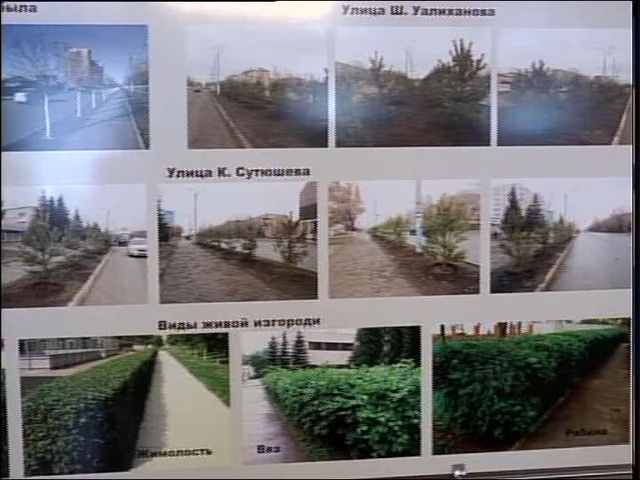 Улица Ш. Уалиханова
Улица К. Сутюшева
Виды живой изгороди
Жимолость
Вяз
Рябина